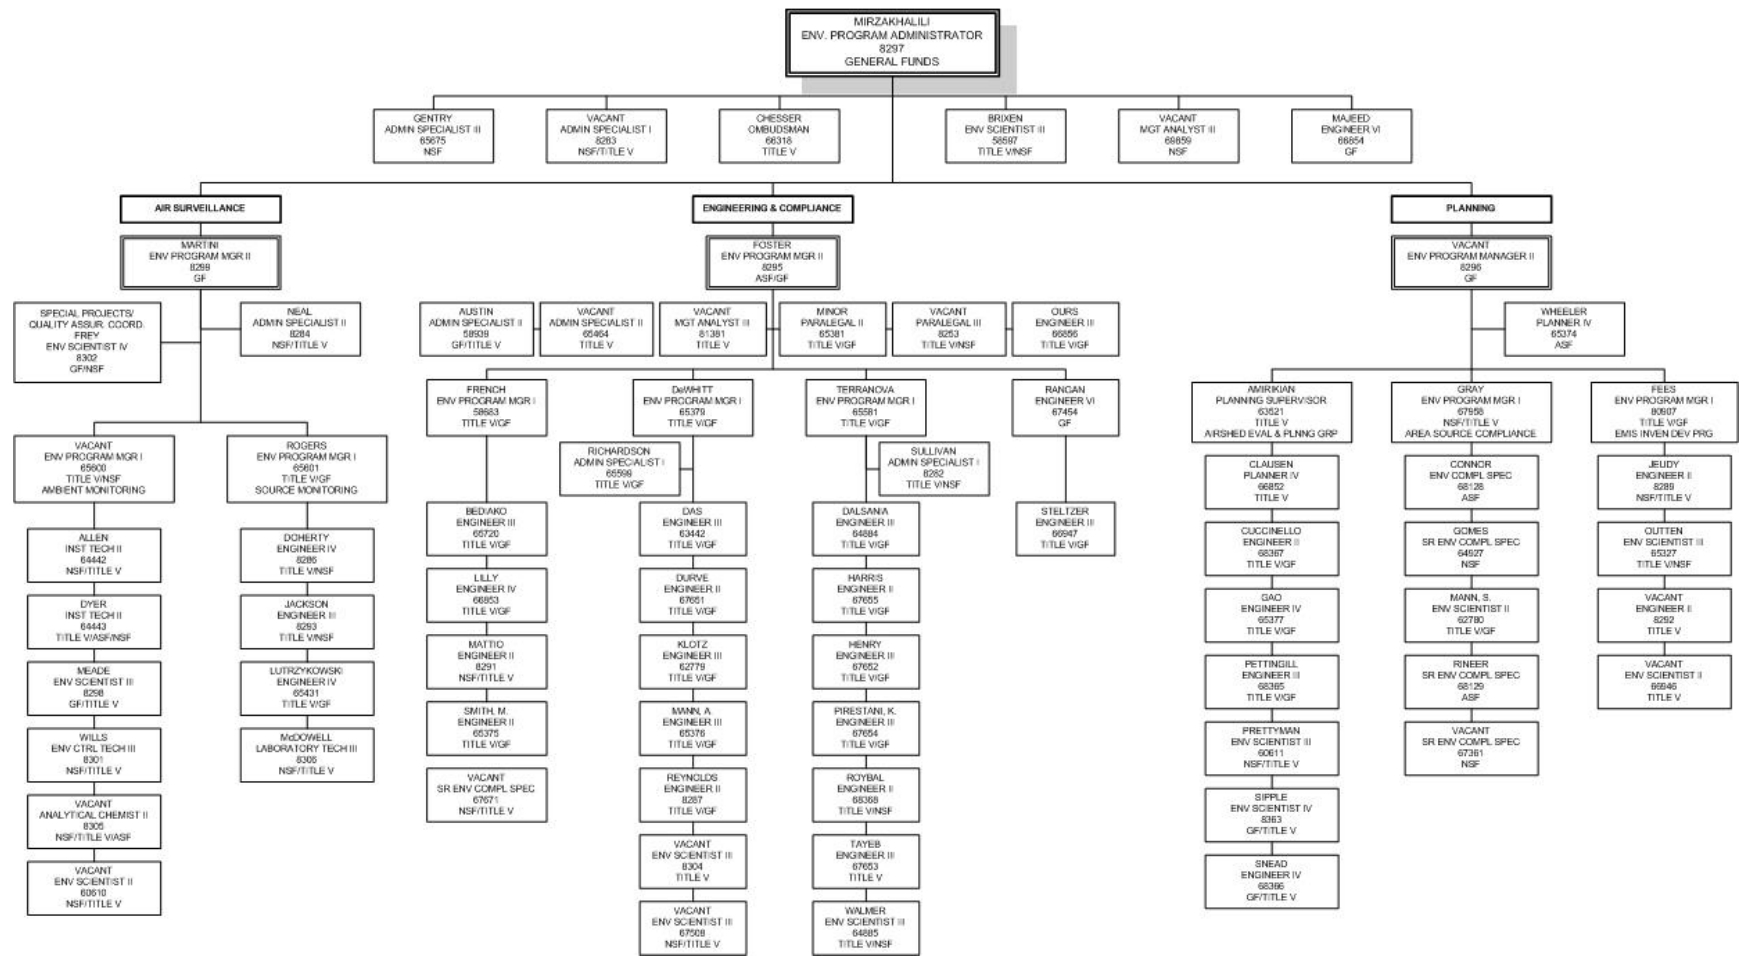 MIRZAKHALILI
ENV. PROGRAM ADMINISTRATOR
8297
GENERAL FUNDS
GENTRY
ADMIN SPECIALIST III
65675
NSF
VACANT
ADMIN SPECIALIST I
8283
NSF/TITLE V
CHESSER
OMBUDSMAN
66318
TITLE V
BRIXEN
ENV SCIENTIST III
58597
TITLE V/NSF
VACANT
MGT ANALYST III
69859
NSF
MAJEED
ENGINEER VI
66854
GF
AIR SURVEILLANCE
MARTINI
ENV PROGRAM MGR II
8299
GF
SPECIAL PROJECTS/
QUALITY ASSUR. COORD.
FREY
ENV SCIENTIST IV
8302
GF/NSF
NEAL
ADMIN SPECIALIST II
8284
NSF/TITLE V
VACANT
ENV PROGRAM MGR I
65600
TITLE V/NSF
AMBIENT MONITORING
ALLEN
INST TECH II
64442
NSF/TITLE V
DYER
INST TECH II
64443
TITLE V/ASF/NSF
MEADE
ENV SCIENTIST III
8298
GF/TITLE V
WILLS
ENV CTRL TECH III
8301
NSF/TITLE V
VACANT
ANALYTICAL CHEMIST II
8305
NSF/TITLE V/ASF
VACANT
ENV SCIENTIST II
60610
NSF/TITLE V
ROGERS
ENV PROGRAM MGR I
65601
TITLE V/GF
SOURCE MONITORING
DOHERTY
ENGINEER IV
8286
TITLE V/NSF
JACKSON
ENGINEER III
8293
TITLE V/NSF
LUTRZYKOWSKI
ENGINEER IV
65431
TITLE V/GF
McDOWELL
LABORATORY TECH III
8306
NSF/TITLE V
ENGINEERING & COMPLIANCE
FOSTER
ENV PROGRAM MGR II
8295
ASF/GF
AUSTIN
ADMIN SPECIALIST II
58939
GF/TITLE V
VACANT
ADMIN SPECIALIST II
65464
TITLE V
VACANT
MGT ANALYST III
81381
TITLE V
MINOR
PARALEGAL II
65381
TITLE V/GF
VACANT
PARALEGAL III
8253
TITLE V/NSF
OURS
ENGINEER III
66856
TITLE V/GF
FRENCH
ENV PROGRAM MGR I
58683
TITLE V/GF
BEDIAKO
ENGINEER III
65720
TITLE V/GF
LILLY
ENGINEER IV
66853
TITLE V/GF
MATTIO
ENGINEER II
8291
NSF/TITLE V
SMITH, M.
ENGINEER II
65375
TITLE V/GF
VACANT
SR ENV COMPL SPEC
67671
NSF/TITLE V
DeWHITT
ENV PROGRAM MGR I
65379
TITLE V/GF
RICHARDSON
ADMIN SPECIALIST I
65599
TITLE V/GF
DAS
ENGINEER III
63442
TITLE V/GF
DURVE
ENGINEER II
67651
TITLE V/GF
KLOTZ
ENGINEER III
62779
TITLE V/GF
MANN, A.
ENGINEER III
65376
TITLE V/GF
REYNOLDS
ENGINEER II
8287
TITLE V/GF
VACANT
ENV SCIENTIST III
8304
TITLE V
VACANT
ENV SCIENTIST III
67508
NSF/TITLE V
TERRANOVA
ENV PROGRAM MGR I
65581
TITLE V/GF
SULLIVAN
ADMIN SPECIALIST I
8282
TITLE V/NSF
DALSANIA
ENGINEER III
64884
TITLE V/GF
HARRIS
ENGINEER II
67655
TITLE V/GF
HENRY
ENGINEER III
67652
TITLE V/GF
PIRESTANI, K.
ENGINEER III
67654
TITLE V/GF
ROYBAL
ENGINEER II
68368
TITLE V/NSF
TAYEB
ENGINEER III
67653
TITLE V
WALMER
ENV SCIENTIST III
64885
TITLE V/NSF
RANGAN
ENGINEER VI
67454
GF
STELTZER
ENGINEER III
66947
TITLE V/GF
PLANNING
VACANT
ENV PROGRAM MANAGER II
8296
GF
WHEELER
PLANNER IV
65374
ASF
AMIRIKIAN
PLANNING SUPERVISOR
63521
TITLE V
AIRSHED EVAL & PLNNG GRP
CLAUSEN
PLANNER IV
66852
TITLE V
CUCCINELLO
ENGINEER II
68367
TITLE V/GF
GAO
ENGINEER IV
65377
TITLE V/GF
PETTINGILL
ENGINEER III
68365
TITLE V/GF
PRETTYMAN
ENV SCIENTIST III
60611
NSF/TITLE V
SIPPLE
ENV SCIENTIST IV
8363
GF/TITLE V
SNEAD
ENGINEER IV
68366
GF/TITLE V
GRAY
ENV PROGRAM MGR I
67958
NSF/TITLE V
AREA SOURCE COMPLIANCE
CONNOR
ENV COMPL SPEC
68128
ASF
GOMES
SR ENV COMPL SPEC
64927
NSF
MANN, S.
ENV SCIENTIST II
62780
TITLE V/GF
RINEER
SR ENV COMPL SPEC
68129
ASF
VACANT
SR ENV COMPL SPEC
67361
NSF
FEES
ENV PROGRAM MGR I
80907
TITLE V/GF
EMIS INVEN DEV PRG
JEUDY
ENGINEER II
8289
NSF/TITLE V
OUTTEN
ENV SCIENTIST III
65327
TITLE V/NSF
VACANT
ENGINEER II
8292
TITLE V
VACANT
ENV SCIENTIST II
66946
TITLE V